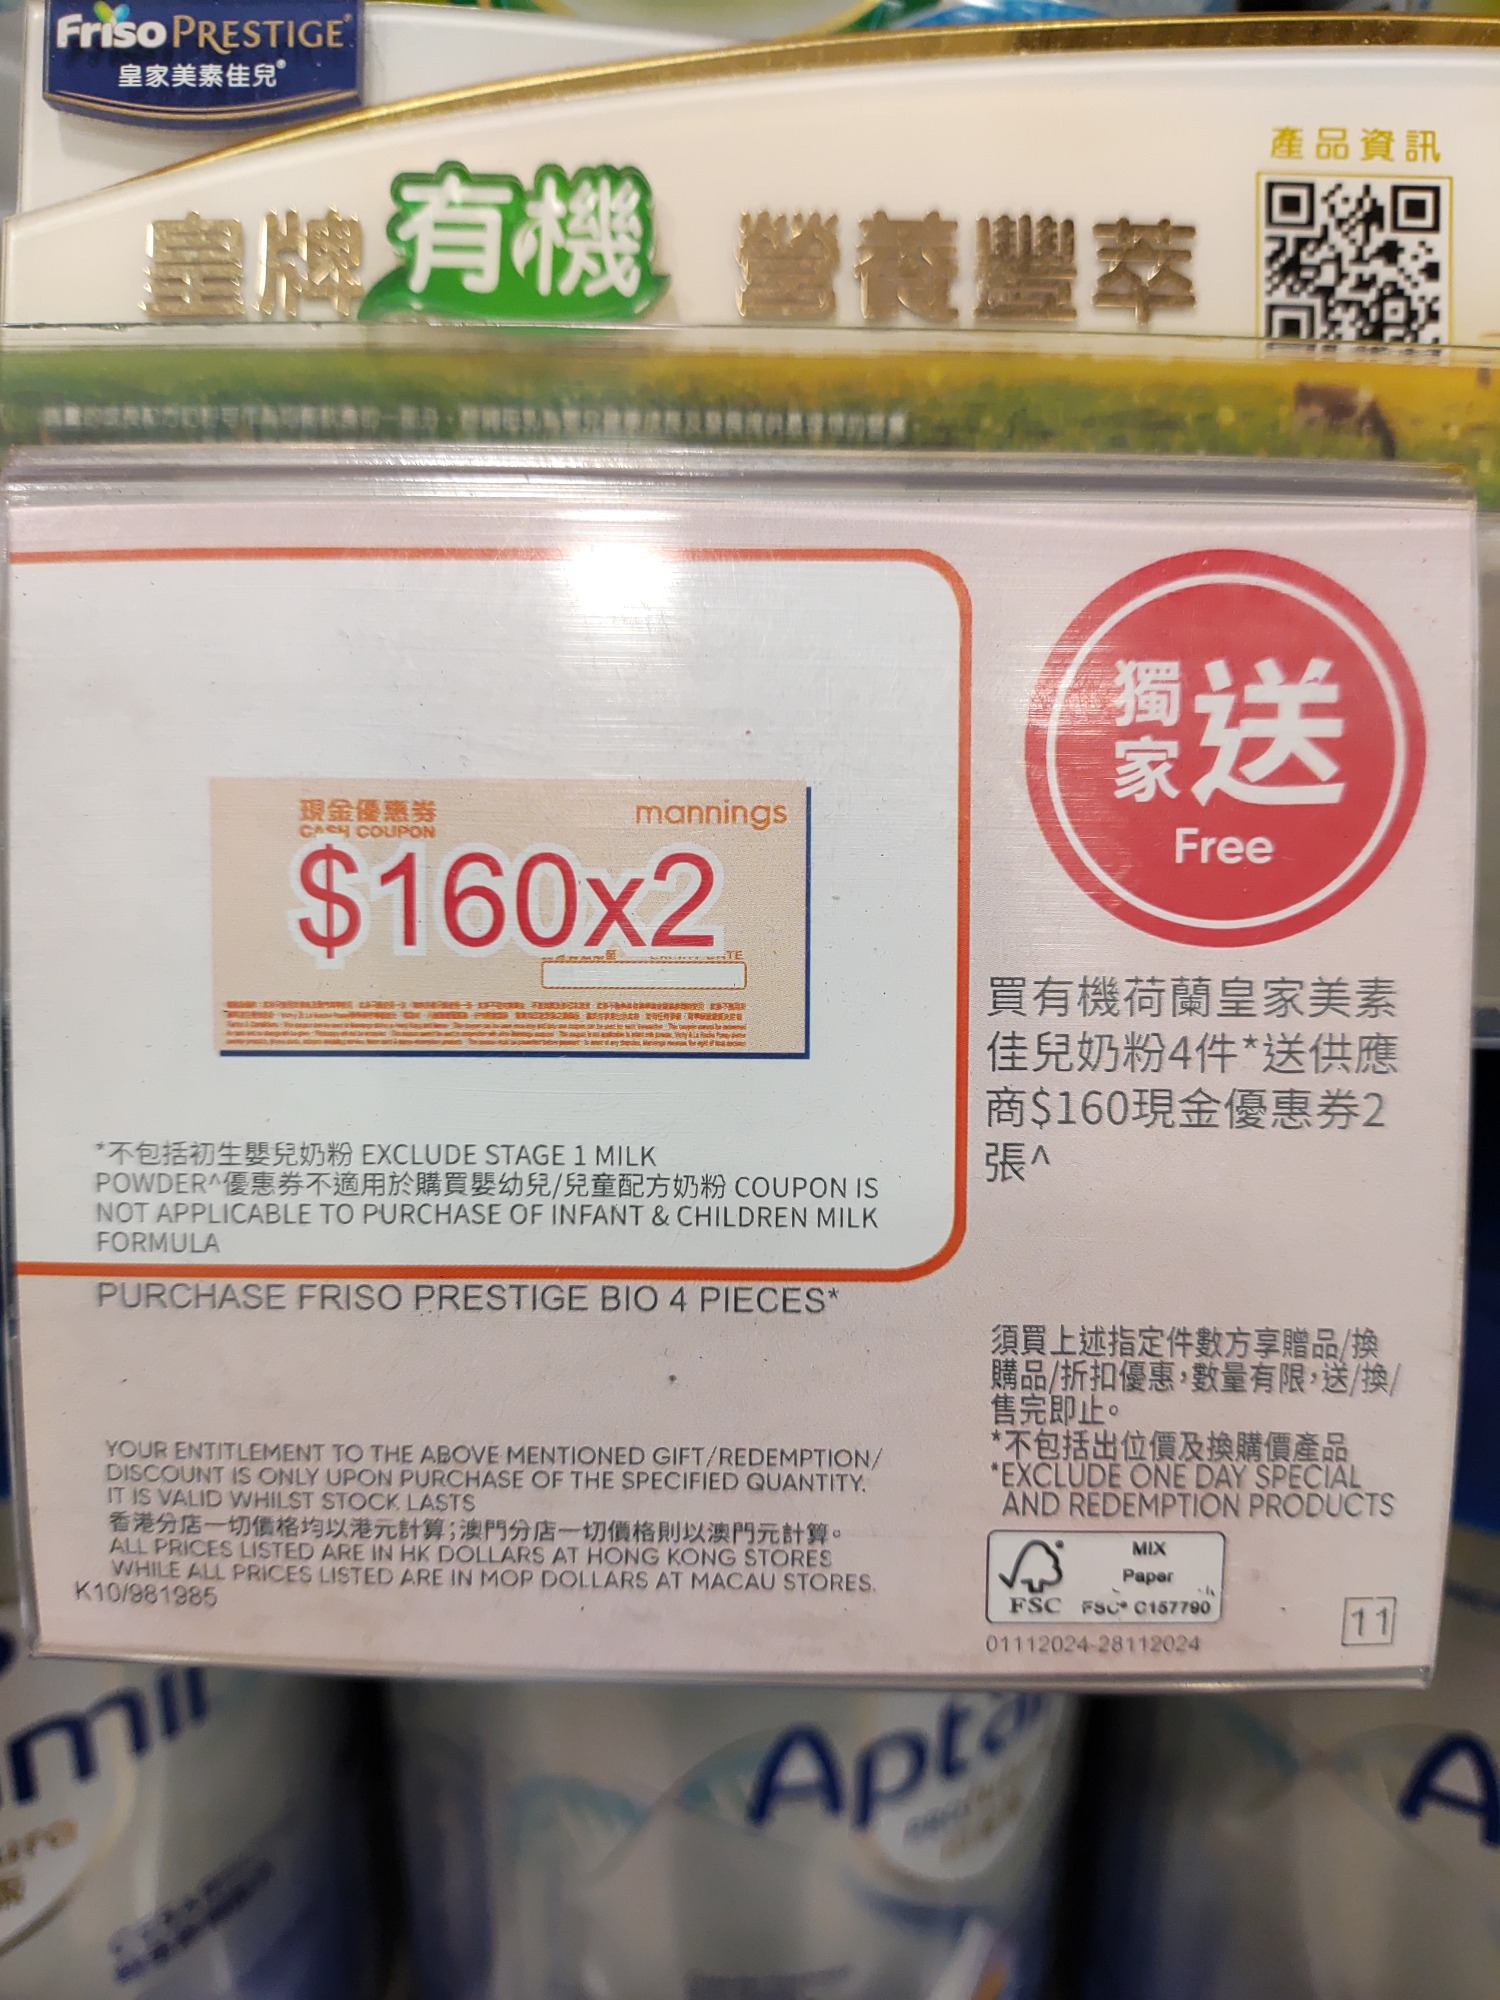 Friso PRESTIGE
皇家美素佳兒®
產品資訊
皇牌有機 營養豐萃
獨家送
Free
現金優惠券
mannings
CASH COUPON
$160x2
買有機荷蘭皇家美素
佳兒奶粉4件*送供應
商$160現金優惠券2
張^
*不包括初生嬰兒奶粉 EXCLUDE STAGE 1 MILK
POWDER^優惠券不適用於購買嬰幼兒/兒童配方奶粉 COUPON IS
NOT APPLICABLE TO PURCHASE OF INFANT & CHILDREN MILK
FORMULA
PURCHASE FRISO PRESTIGE BIO 4 PIECES*
須買上述指定件數方享贈品/換
購品/折扣優惠,數量有限,送/換/
售完即止。
*不包括出位價及換購價產品
*EXCLUDE ONE DAY SPECIAL
AND REDEMPTION PRODUCTS
YOUR ENTITLEMENT TO THE ABOVE MENTIONED GIFT/REDEMPTION/
DISCOUNT IS ONLY UPON PURCHASE OF THE SPECIFIED QUANTITY.
IT IS VALID WHILST STOCK LASTS
香港分店一切價格均以港元計算;澳門分店一切價格則以澳門元計算。
ALL PRICES LISTED ARE IN HK DOLLARS AT HONG KONG STORES
WHILE ALL PRICES LISTED ARE IN MOP DOLLARS AT MACAU STORES.
K10/981985
MIX
Paper
FSC
FSC® C157790
11
01112024-28112024
mil
Apta
A